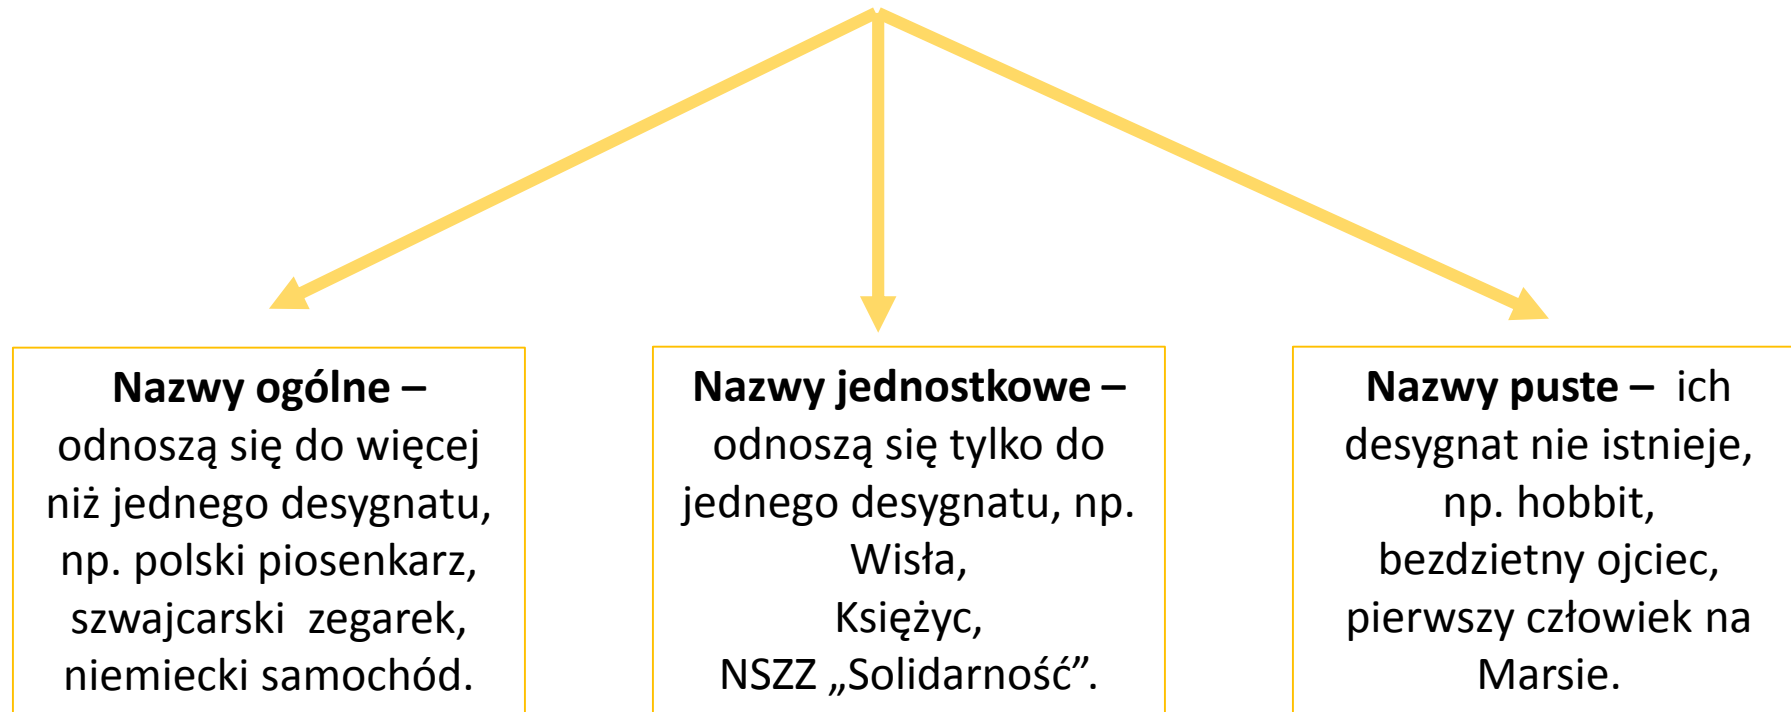 Nazwy ogólne –
odnoszą się do więcej
niż jednego desygnatu,
np. polski piosenkarz,
szwajcarski zegarek,
niemiecki samochód.
Nazwy jednostkowe –
odnoszą się tylko do
jednego desygnatu, np.
Wisła,
Księżyc,
NSZZ „Solidarność”.
Nazwy puste – ich
desygnat nie istnieje,
np. hobbit,
bezdzietny ojciec,
pierwszy człowiek na
Marsie.